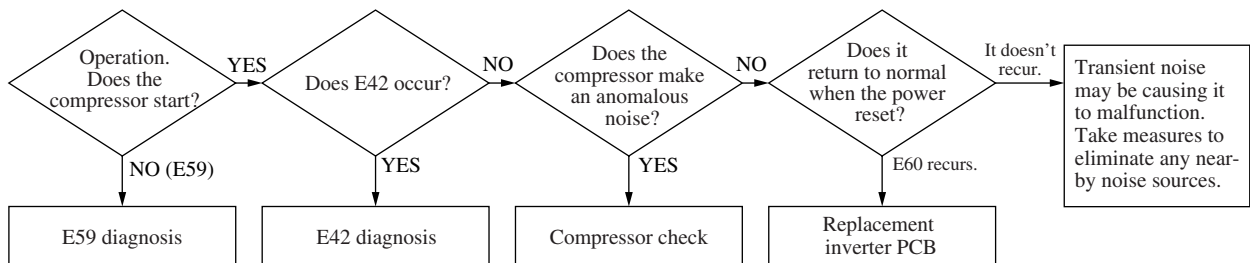 Operation.
Does the
compressor start?
YES
NO (E59)
E59 diagnosis
Does E42 occur?
NO
YES
E42 diagnosis
Does the
compressor make
an anomalous
noise?
NO
YES
Compressor check
Does it
return to normal
when the power
reset?
It doesn't
recur.
E60 recurs.
Replacement
inverter PCB
Transient noise
may be causing it
to malfunction.
Take measures to
eliminate any near-
by noise sources.